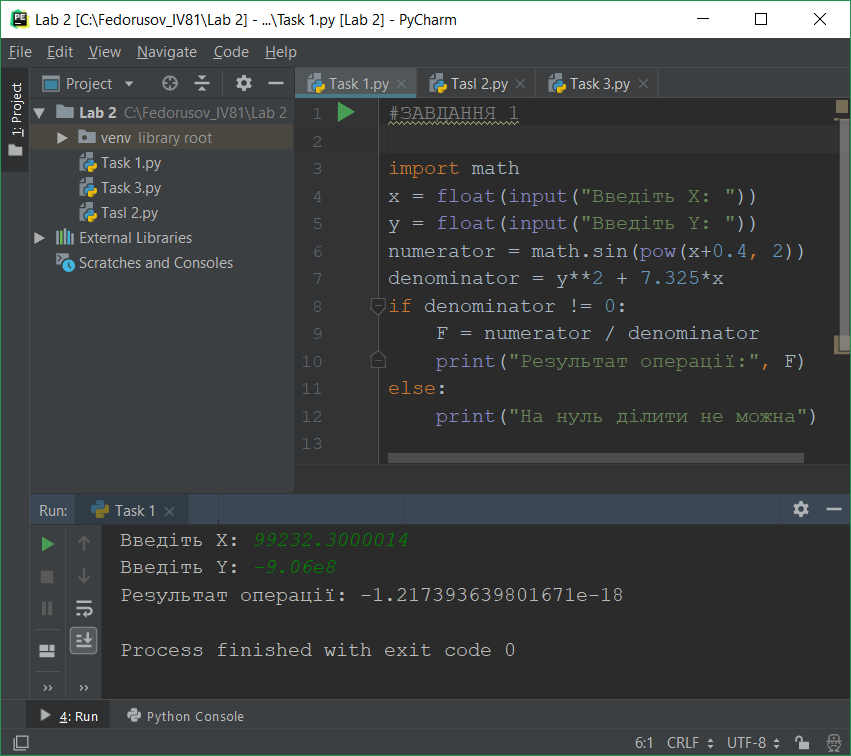 Lab 2 [C:\Fedorusov_IV81\Lab 2] - ...\Task 1.py [Lab 2] - PyCharm
File Edit View Navigate Code Help
1: Project
Project
Lab 2 C:\Fedorusov_IV81\Lab 2
venv library root
Task 1.py
Task 3.py
Tasl 2.py
External Libraries
Scratches and Consoles
Task 1.py Tasl 2.py Task 3.py
1 #ЗАВДАННЯ 1
2
3 import math
4 x = float(input("Введіть X: "))
5 y = float(input("Введіть Y: "))
6 numerator = math.sin(pow(x+0.4, 2))
7 denominator = y**2 + 7.325*x
8 if denominator != 0:
9 F = numerator / denominator
10 print("Результат операції:", F)
11 else:
12 print("На нуль ділити не можна")
13
Run: Task 1
Введіть X: 99232.3000014
Введіть Y: -9.06e8
Результат операції: -1.217393639801671e-18
Process finished with exit code 0
4: Run Python Console
6:1 CRLF UTF-8